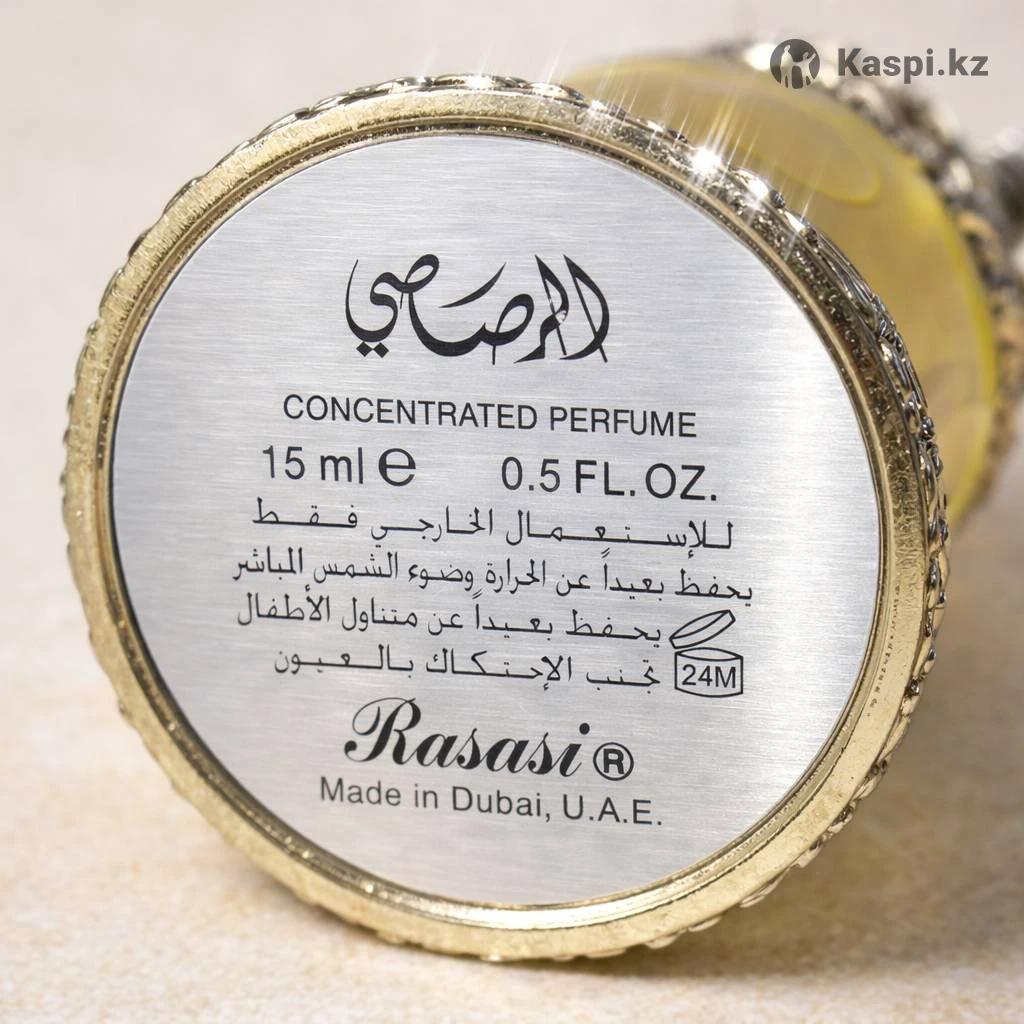 Kaspi.kz
الرصاصي
CONCENTRATED PERFUME
15 ml e 0.5 FL. OZ.
للإستعمال الخارجي فقط
يحفظ بعيداً عن الحرارة وضوء الشمس المباشر
يحفظ بعيداً عن متناول الأطفال
تجنب الإحتكاك بالعيون
24M
Rasasi ®
Made in Dubai, U.A.E.